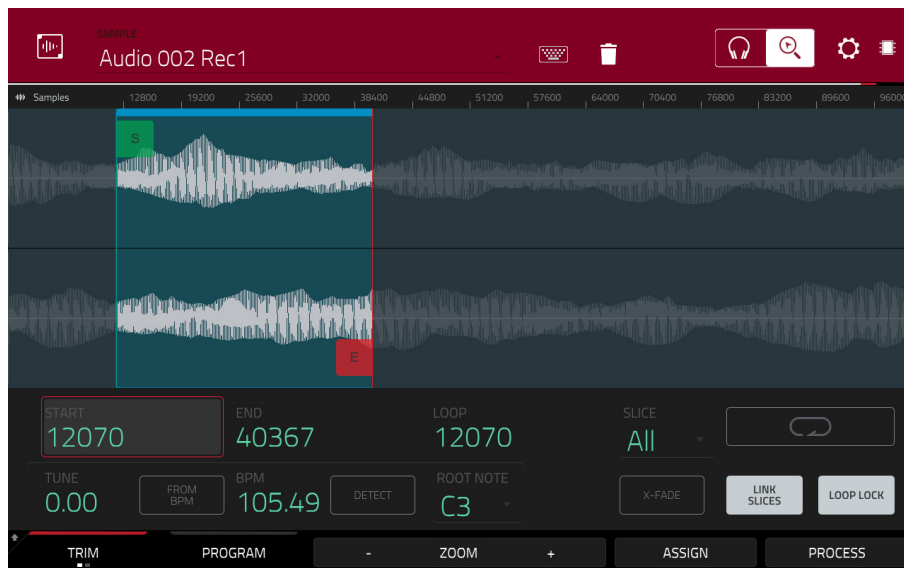 SAMPLE
Audio 002 Rec1
Samples 12800 19200 25600 32000 38400 44800 51200 57600 64000 70400 76800 83200 89600 96000
S
E
START END LOOP SLICE
12070 40367 12070 All
TUNE BPM ROOT NOTE
0.00 FROM BPM 105.49 DETECT C3 X-FADE LINK SLICES LOOP LOCK
TRIM PROGRAM - ZOOM + ASSIGN PROCESS